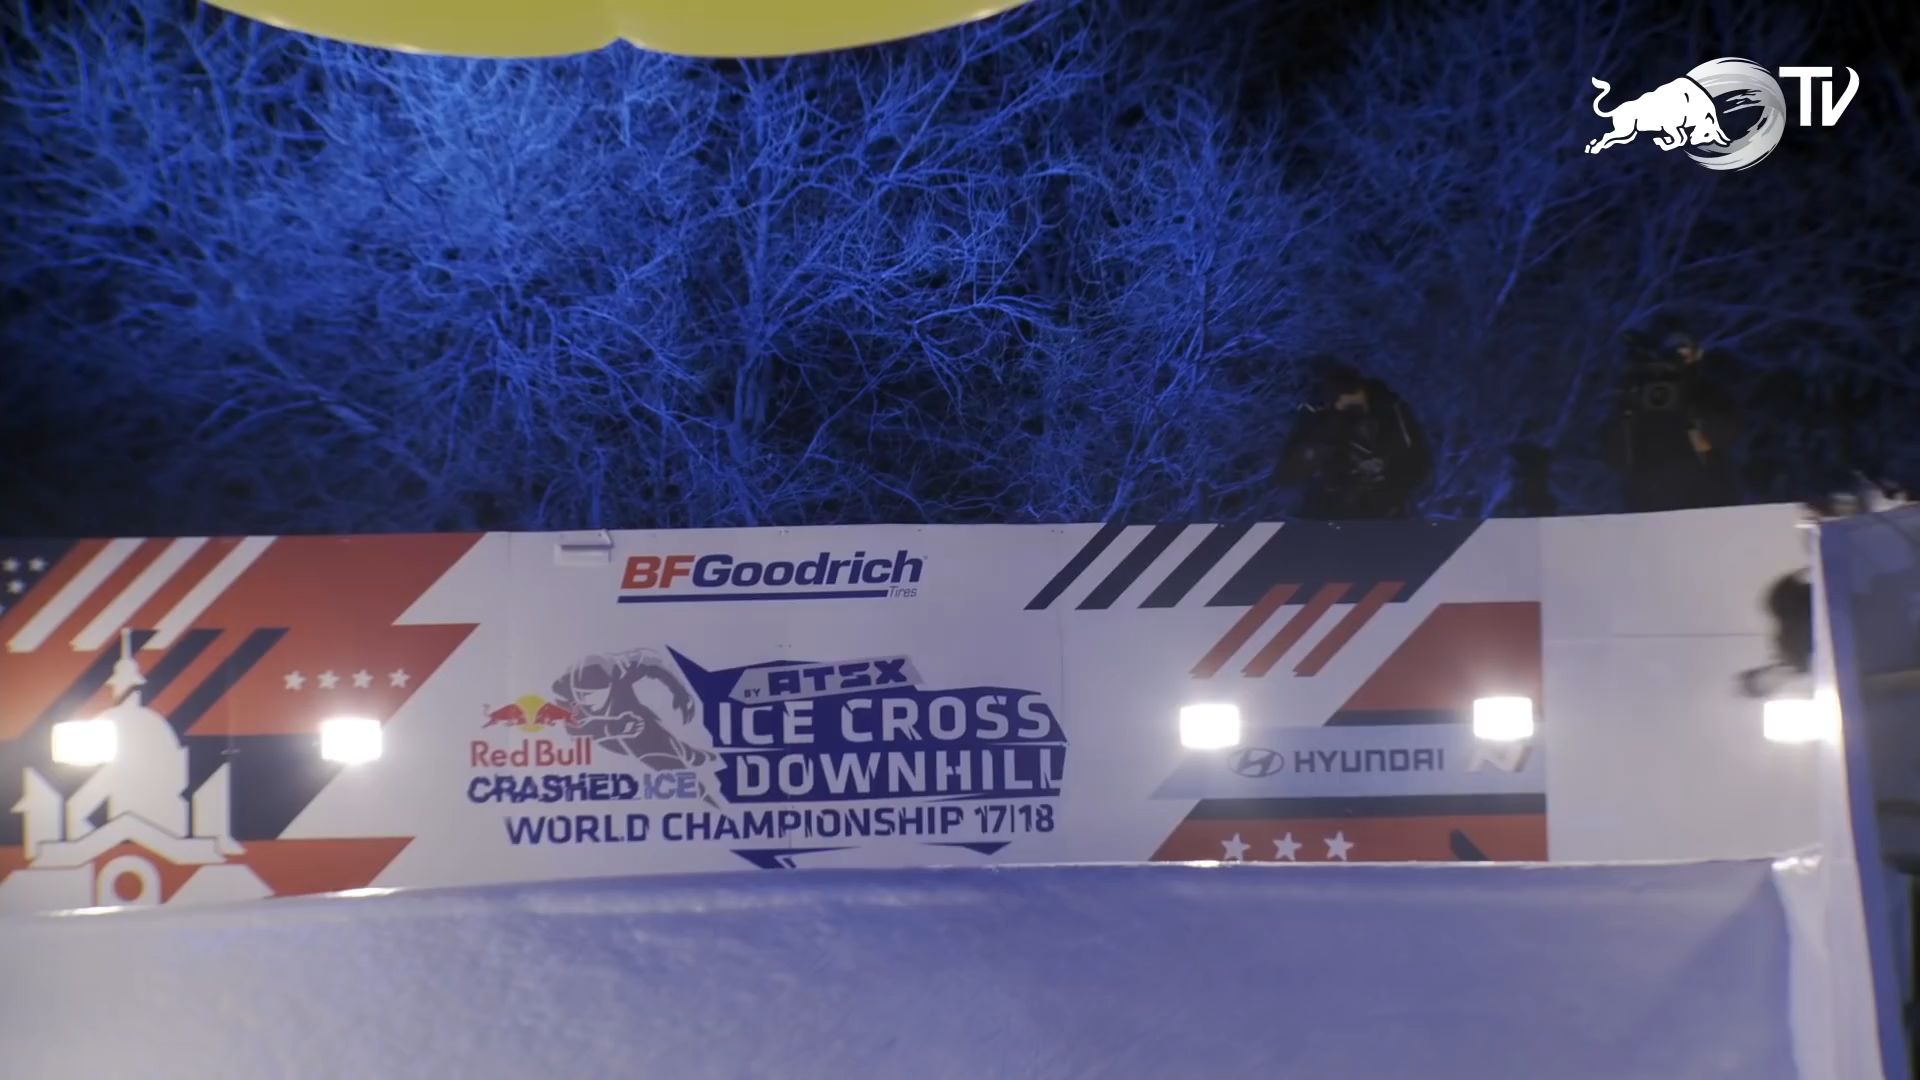 TV
BFGoodrich
Tires
BY ATSX
ICE CROSS
DOWNHILL
Red Bull
CRASHED ICE
WORLD CHAMPIONSHIP 17|18
HYUNDAI N